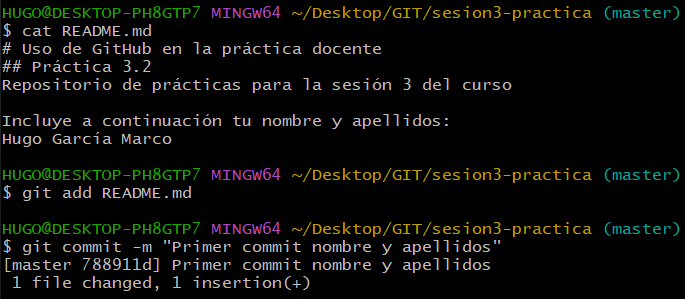 HUGO@DESKTOP-PH8GTP7 MINGW64 ~/Desktop/GIT/sesion3-practica (master)
$ cat README.md
# Uso de GitHub en la práctica docente
## Práctica 3.2
Repositorio de prácticas para la sesión 3 del curso
Incluye a continuación tu nombre y apellidos:
Hugo García Marco
HUGO@DESKTOP-PH8GTP7 MINGW64 ~/Desktop/GIT/sesion3-practica (master)
$ git add README.md
HUGO@DESKTOP-PH8GTP7 MINGW64 ~/Desktop/GIT/sesion3-practica (master)
$ git commit -m "Primer commit nombre y apellidos"
[master 788911d] Primer commit nombre y apellidos
1 file changed, 1 insertion(+)